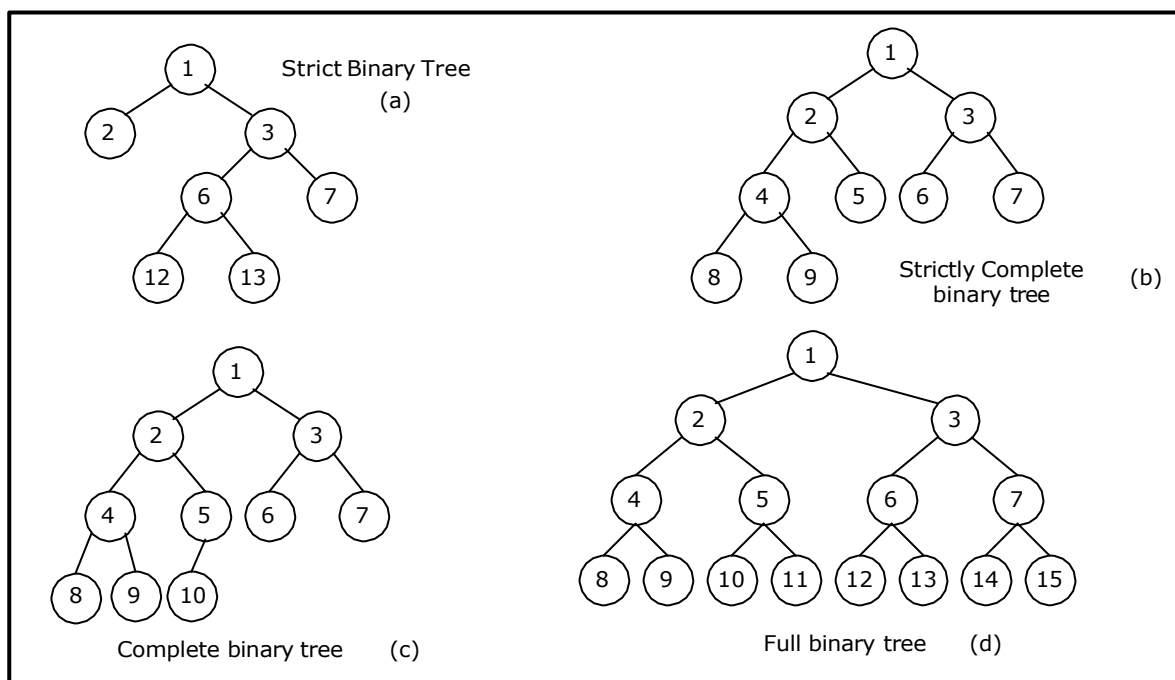 1
Strict Binary Tree
(a)
2 3
6 7
12 13
1
2 3
4 5 6 7
8 9
Strictly Complete
binary tree
(b)
1
2 3
4 5 6 7
8 9 10
Complete binary tree (c)
1
2 3
4 5 6 7
8 9 10 11 12 13 14 15
Full binary tree (d)